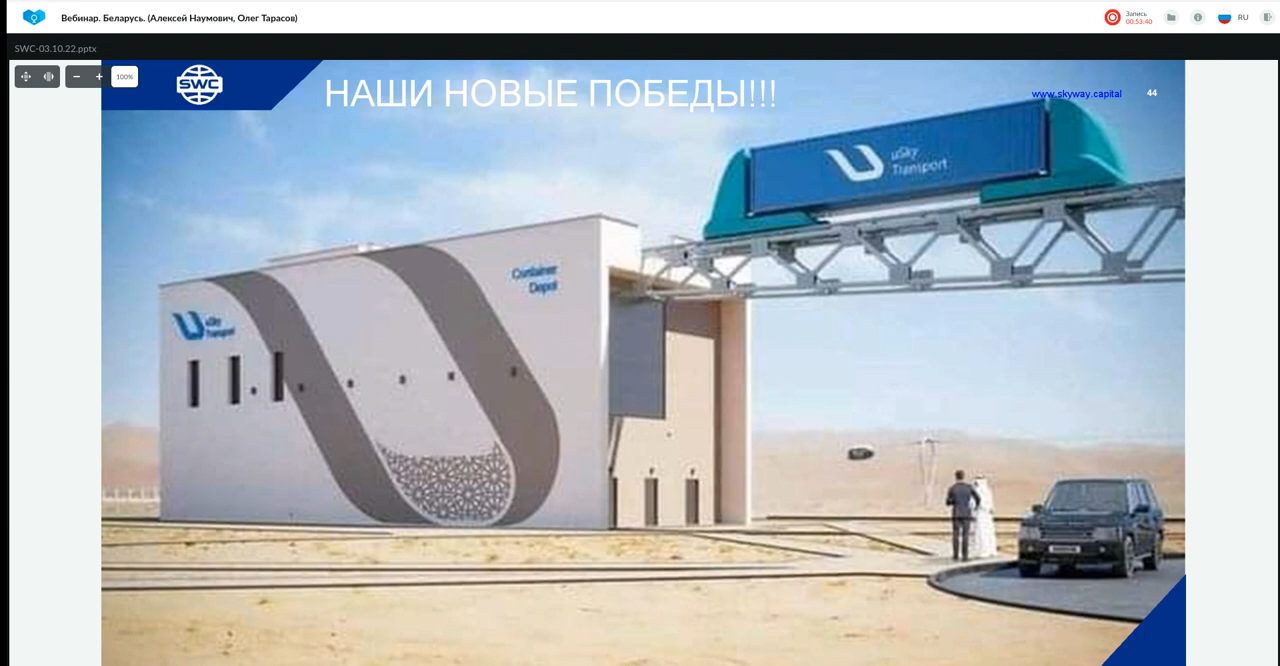 Вебинар. Беларусь. (Алексей Наумович, Олег Тарасов)
Запись
00:53:40
RU
SWC-03.10.22.pptx
100%
SWC
НАШИ НОВЫЕ ПОБЕДЫ!!!
www.skyway.capital
44
uSky
Transport
Container
Depot
uSky
Transport